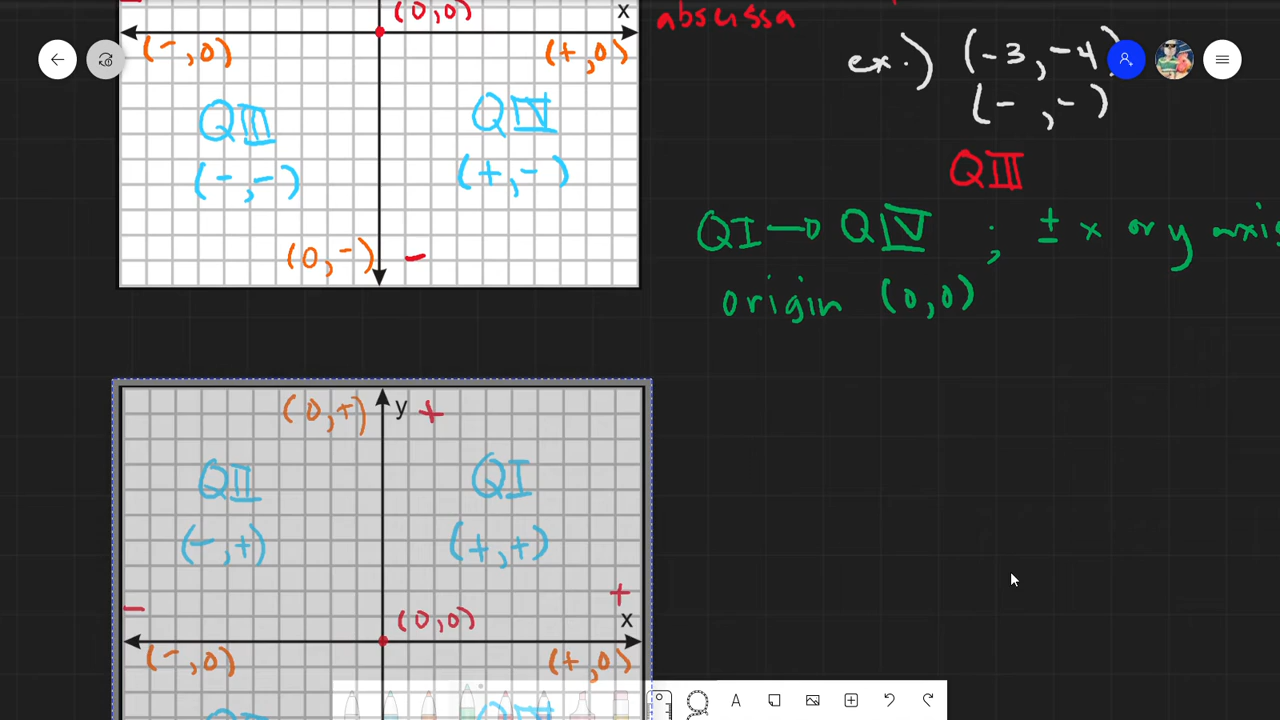 (0,0)
x
abscissa
(-,0)
(+,0)
ex.) (-3,-4)
(-,-)
QIII
QIV
(-,-)
(+,-)
QIII
QI → QIV ; ± x or y axis
(0,-)
-
origin (0,0)
(0,+)
y
+
QII
QI
(-,+)
(+,+)
-
+
(0,0)
x
(-,0)
(+,0)
A